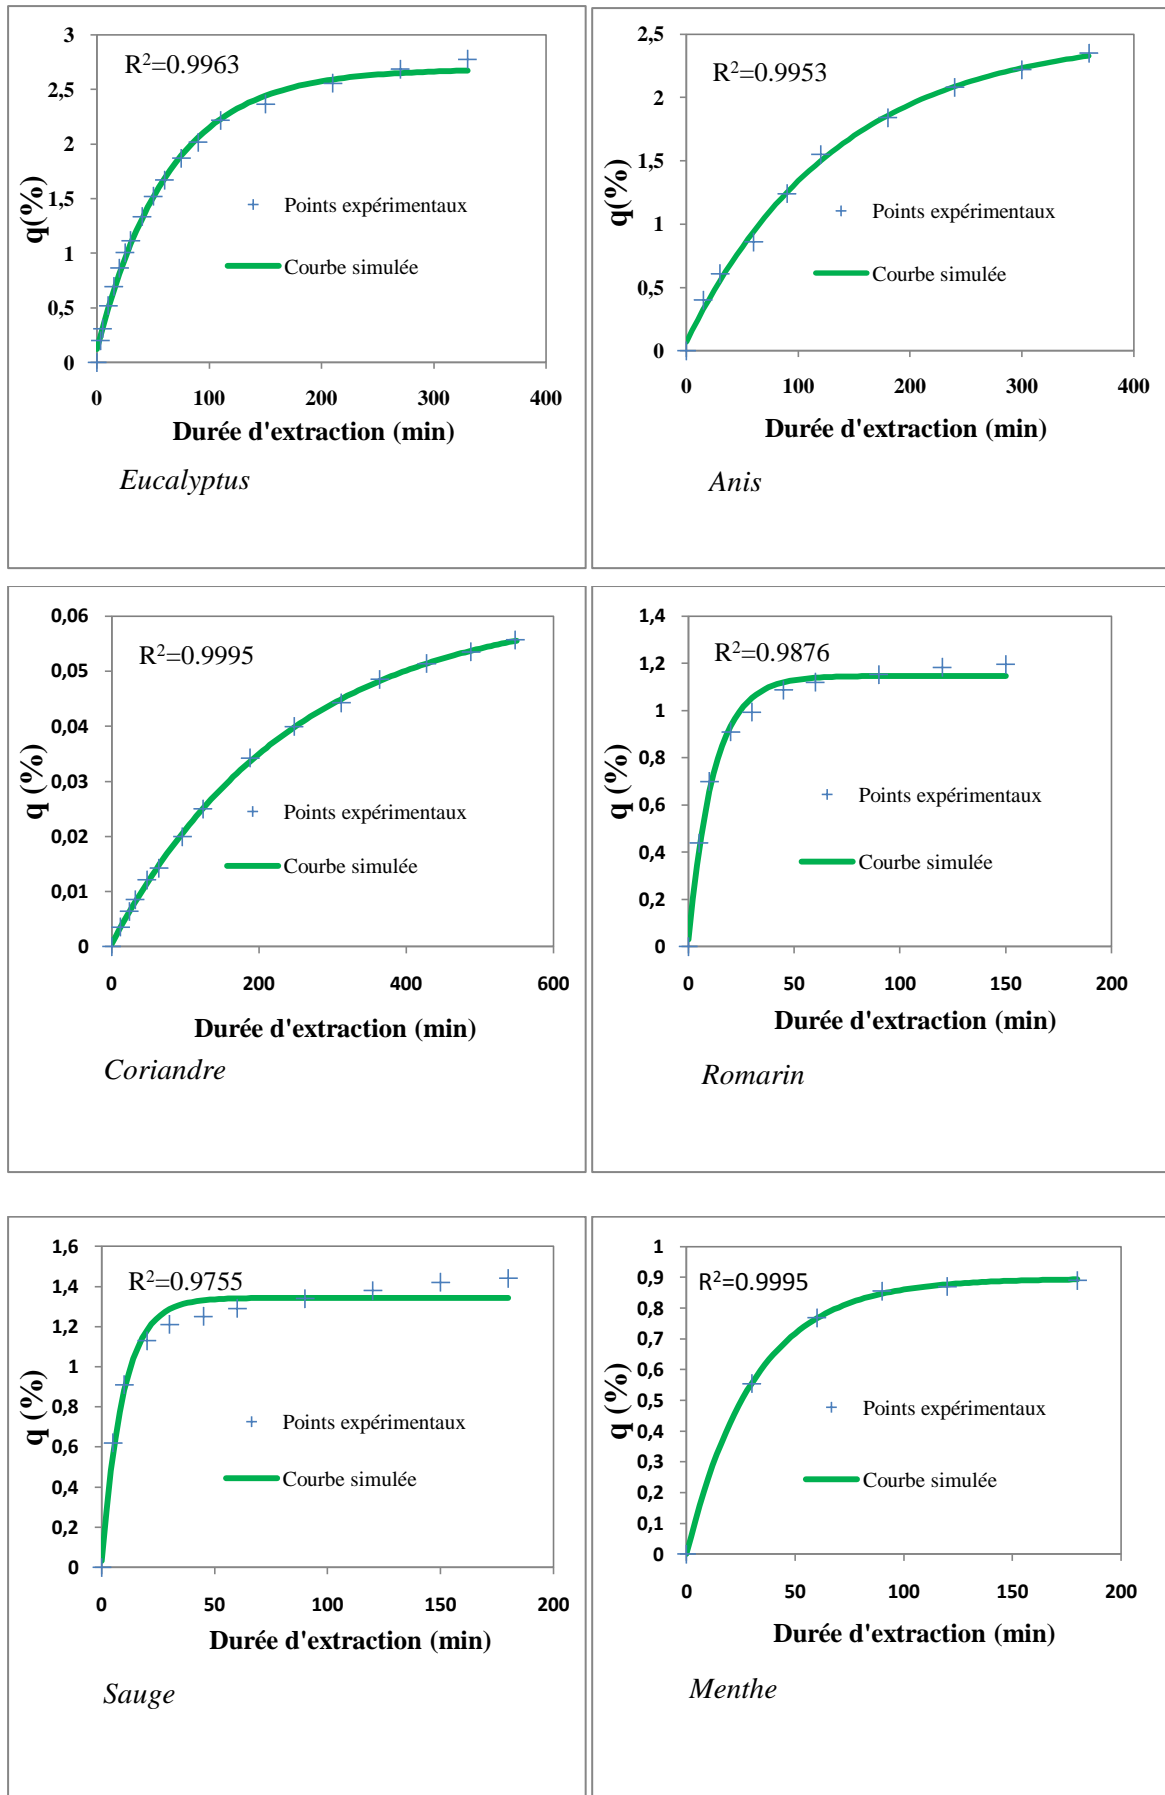 3
2,5
2
1,5
1
0,5
0
R²=0.9963
q(%)
Points expérimentaux
Courbe simulée
0 100 200 300 400
Durée d'extraction (min)
Eucalyptus
2,5
2
1,5
1
0,5
0
R²=0.9953
q (%)
Points expérimentaux
Courbe simulée
0 100 200 300 400
Durée d'extraction (min)
Anis
0,06
0,05
0,04
0,03
0,02
0,01
0
R²=0.9995
q (%)
Points expérimentaux
Courbe simulée
0 200 400 600
Durée d'extraction (min)
Coriandre
1,4
1,2
1
0,8
0,6
0,4
0,2
0
R²=0.9876
q (%)
Points expérimentaux
Courbe simulée
0 50 100 150 200
Durée d'extraction (min)
Romarin
1,6
1,4
1,2
1
0,8
0,6
0,4
0,2
0
R²=0.9755
q (%)
Points expérimentaux
Courbe simulée
0 50 100 150 200
Durée d'extraction (min)
Sauge
1
0,9
0,8
0,7
0,6
0,5
0,4
0,3
0,2
0,1
0
R²=0.9995
q (%)
Points expérimentaux
Courbe simulée
0 50 100 150 200
Durée d'extraction (min)
Menthe